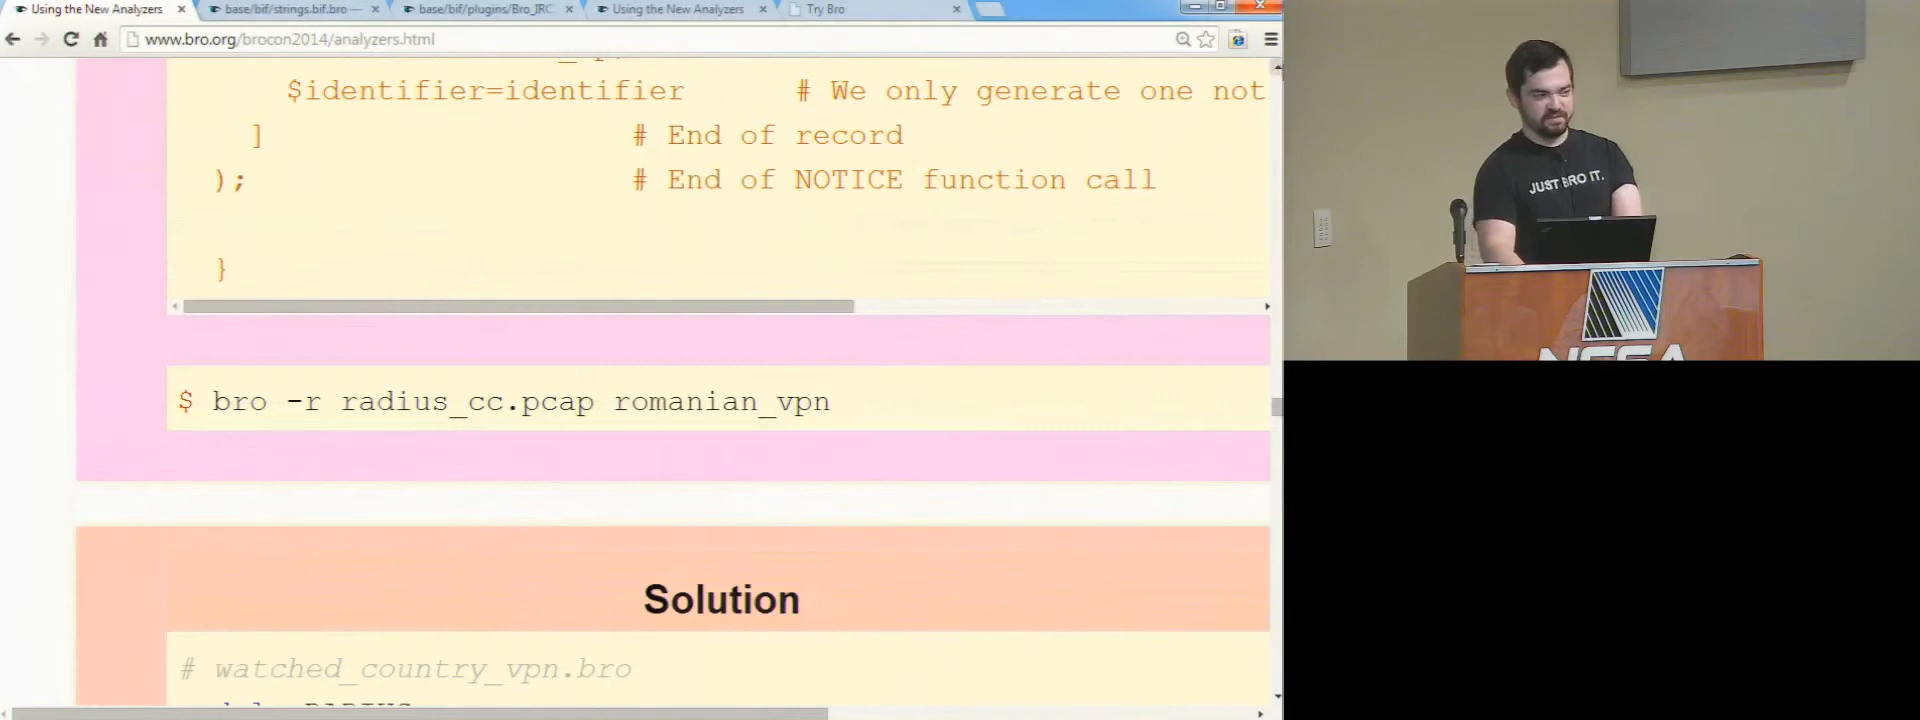 Using the New Analyzers
base/bif/strings.bif.bro —
base/bif/plugins/Bro_IRC
Using the New Analyzers
Try Bro
www.bro.org/brocon2014/analyzers.html
$identifier=identifier # We only generate one not
] # End of record
); # End of NOTICE function call
}
$ bro -r radius_cc.pcap romanian_vpn
Solution
# watched_country_vpn.bro
JUST BRO IT.
NCSA